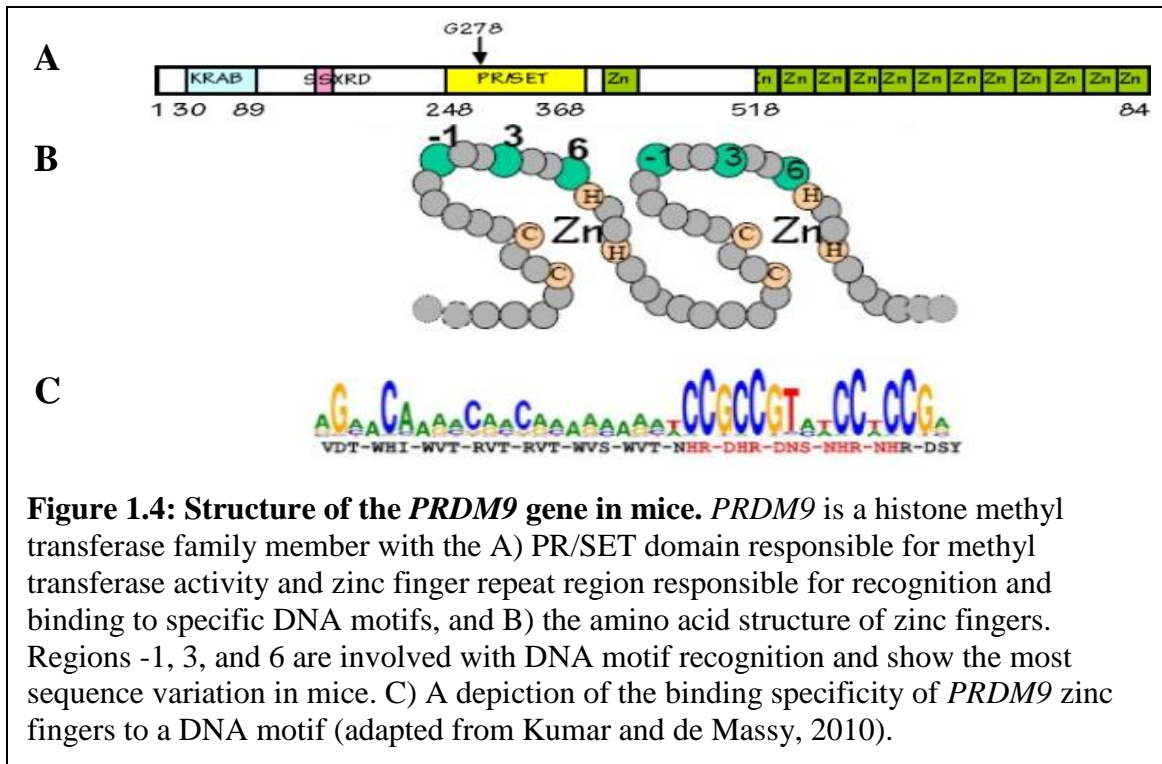 G278
A
KRAB SSXRD PR/SET Zn Zn Zn Zn Zn Zn Zn Zn Zn Zn Zn Zn
1 30 89 248 368 518 84
B
-1 3 6 -1 3 6
H H
C Zn C Zn
H H
C C
C
AGAACAAAACAACAAAAAAAATCCGCCGTATCCTCCGA
VDT-WHI-WVT-RVT-RVT-WVS-WVT-NHR-DHR-DNS-NHR-NHR-DSY
Figure 1.4: Structure of the PRDM9 gene in mice. PRDM9 is a histone methyl
transferase family member with the A) PR/SET domain responsible for methyl
transferase activity and zinc finger repeat region responsible for recognition and
binding to specific DNA motifs, and B) the amino acid structure of zinc fingers.
Regions -1, 3, and 6 are involved with DNA motif recognition and show the most
sequence variation in mice. C) A depiction of the binding specificity of PRDM9 zinc
fingers to a DNA motif (adapted from Kumar and de Massy, 2010).